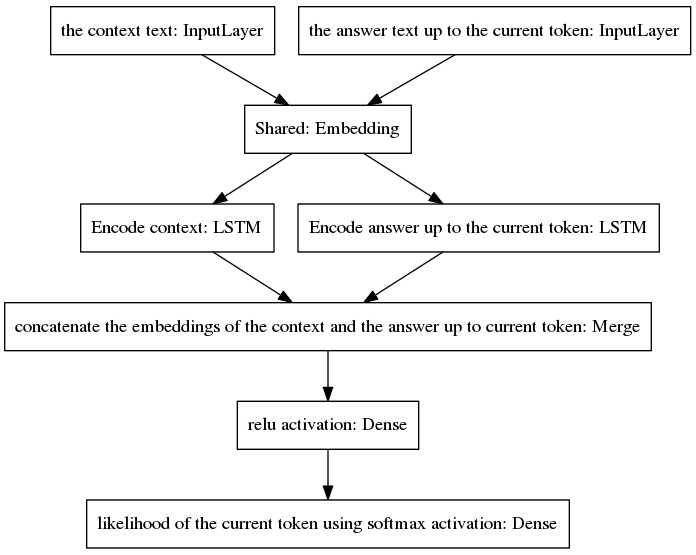 the context text: InputLayer
the answer text up to the current token: InputLayer
Shared: Embedding
Encode context: LSTM
Encode answer up to the current token: LSTM
concatenate the embeddings of the context and the answer up to current token: Merge
relu activation: Dense
likelihood of the current token using softmax activation: Dense